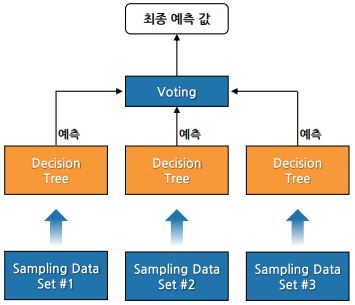 최종 예측 값
Voting
예측
예측
예측
Decision
Tree
Decision
Tree
Decision
Tree
Sampling Data
Set #1
Sampling Data
Set #2
Sampling Data
Set #3